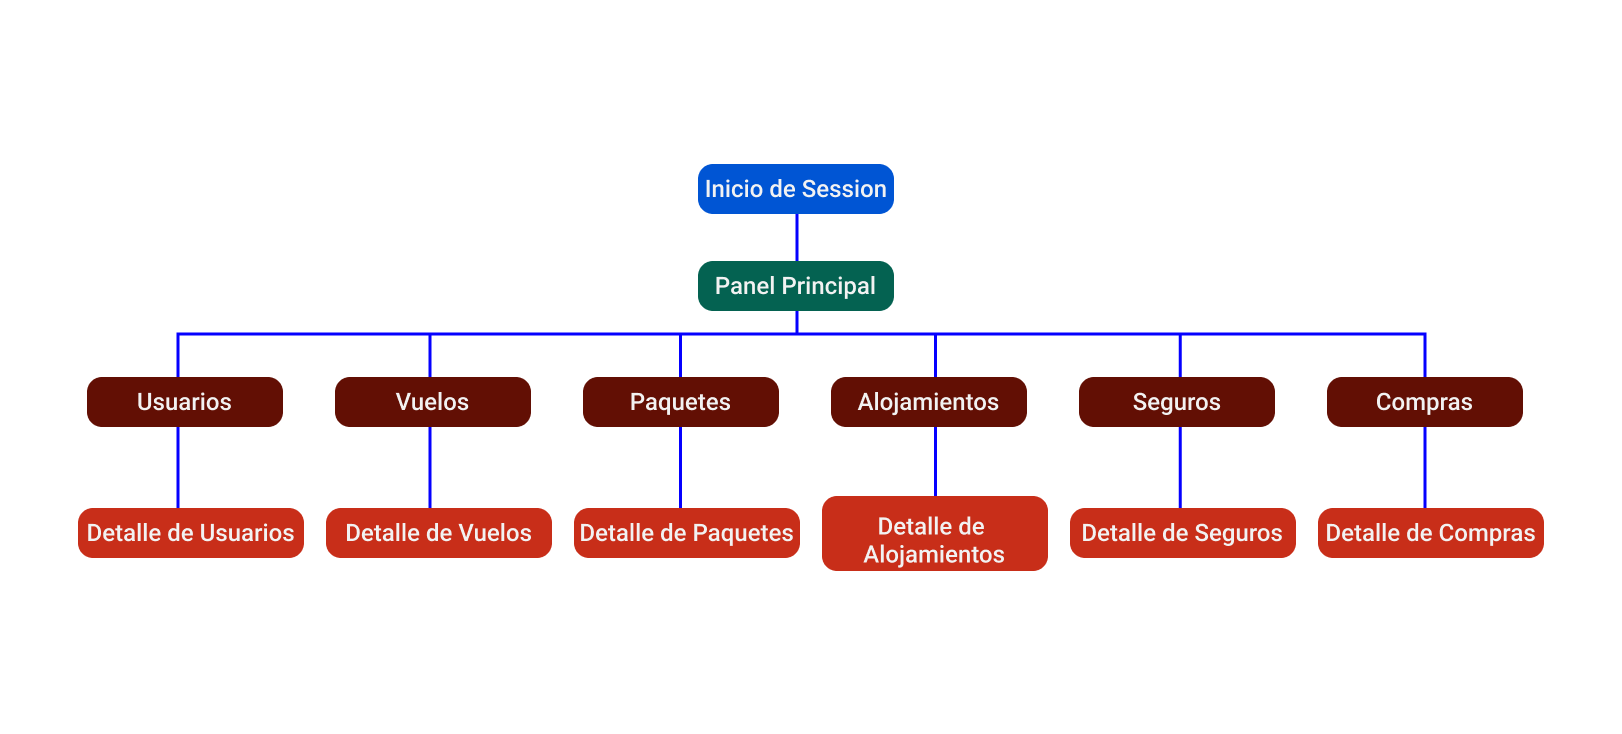 Inicio de Session
Panel Principal
Usuarios
Vuelos
Paquetes
Alojamientos
Seguros
Compras
Detalle de Usuarios
Detalle de Vuelos
Detalle de Paquetes
Detalle de
Alojamientos
Detalle de Seguros
Detalle de Compras